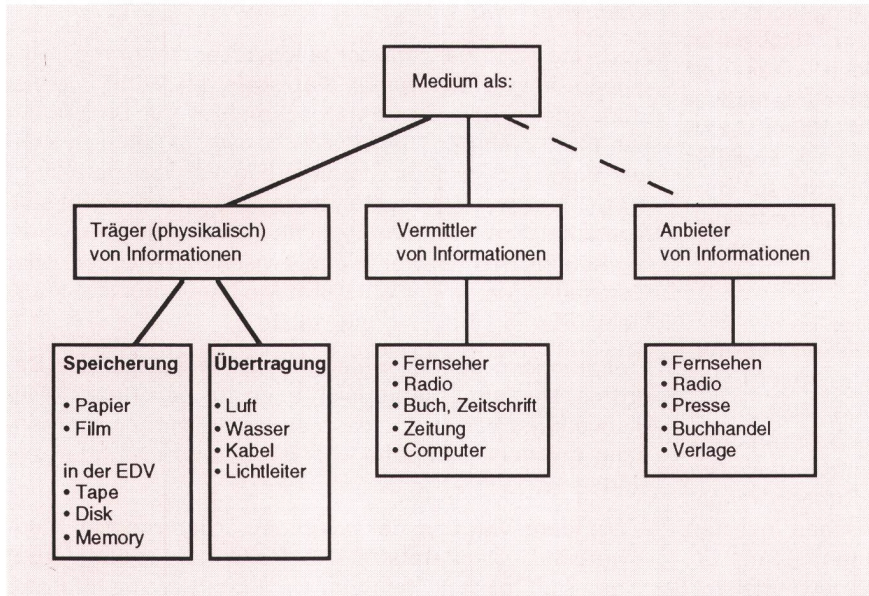 Medium als:
Träger (physikalisch)
von Informationen
Vermittler
von Informationen
Anbieter
von Informationen
Speicherung
• Papier
• Film
in der EDV
• Tape
• Disk
• Memory
Übertragung
• Luft
• Wasser
• Kabel
• Lichtleiter
• Fernseher
• Radio
• Buch, Zeitschrift
• Zeitung
• Computer
• Fernsehen
• Radio
• Presse
• Buchhandel
• Verlage